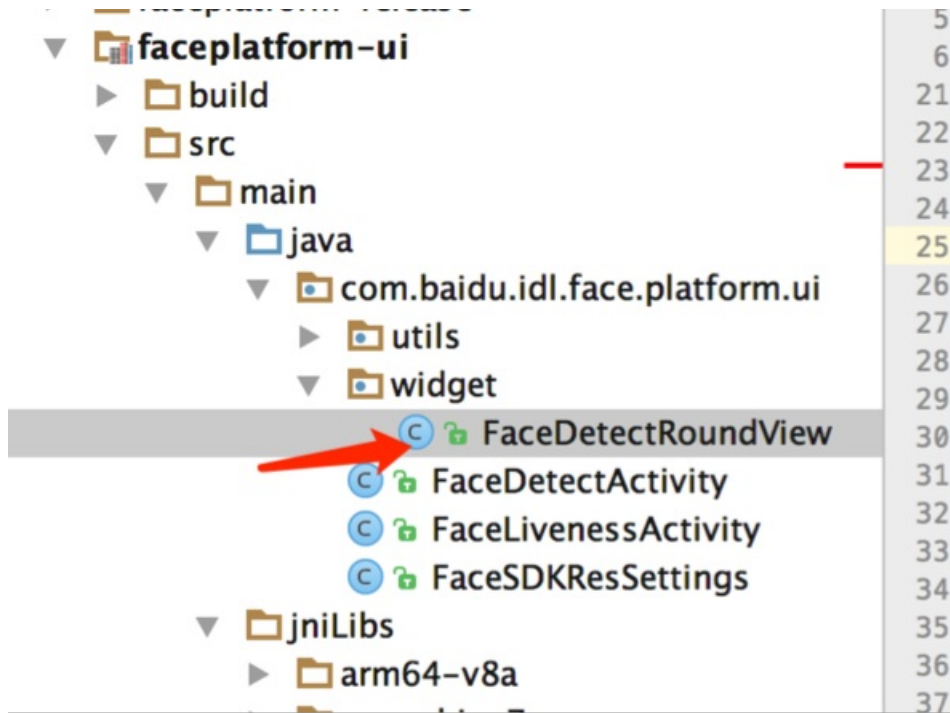 faceplatform-release
faceplatform-ui
build
src
main
java
com.baidu.idl.face.platform.ui
utils
widget
FaceDetectRoundView
FaceDetectActivity
FaceLivenessActivity
FaceSDKResSettings
jniLibs
arm64-v8a
5
6
21
22
23
24
25
26
27
28
29
30
31
32
33
34
35
36
37